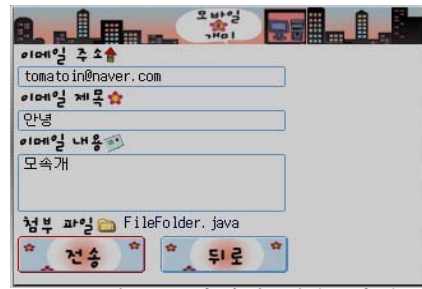 모바일
개미
이메일 주소
tomatoin@naver.com
이메일 제목
안녕
이메일 내용
모속개
첨부 파일 FileFolder.java
전송 뒤로